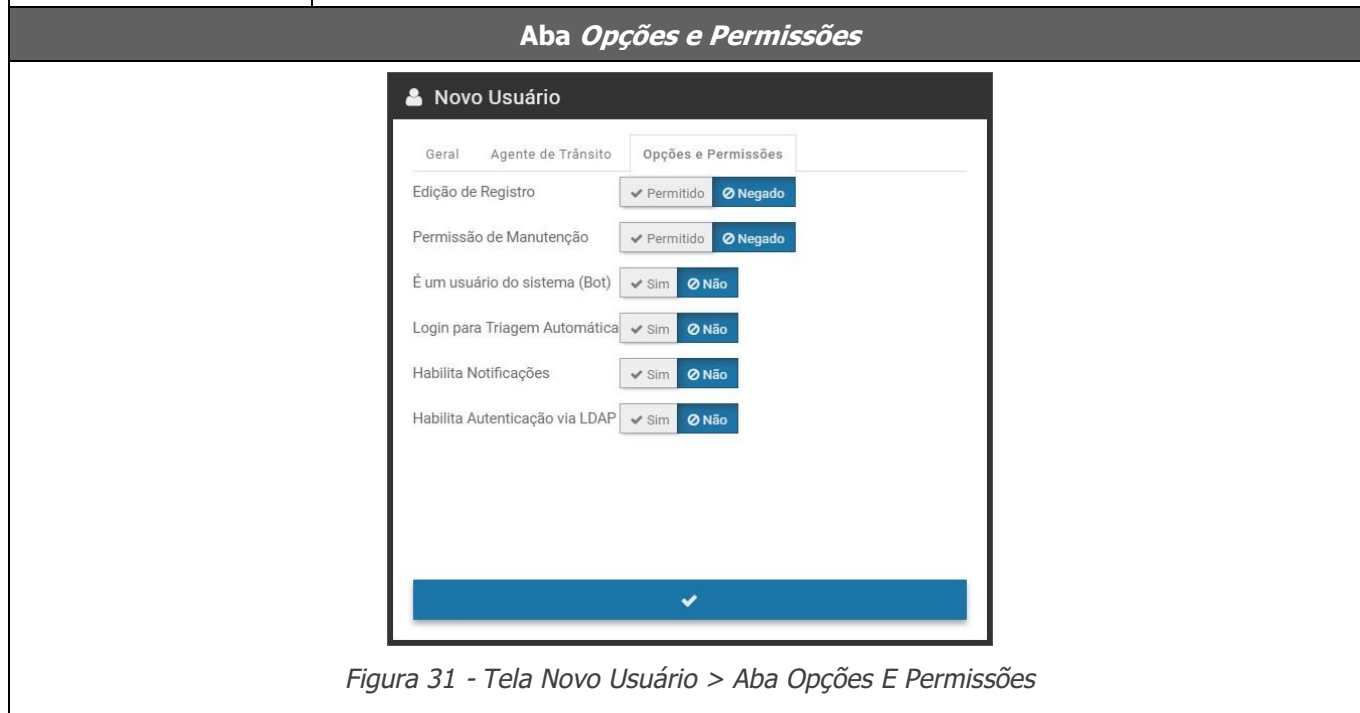 Aba Opções e Permissões
Novo Usuário
Geral Agente de Trânsito Opções e Permissões
Edição de Registro Permitido Negado
Permissão de Manutenção Permitido Negado
É um usuário do sistema (Bot) Sim Não
Login para Triagem Automática Sim Não
Habilita Notificações Sim Não
Habilita Autenticação via LDAP Sim Não
Figura 31 - Tela Novo Usuário > Aba Opções E Permissões